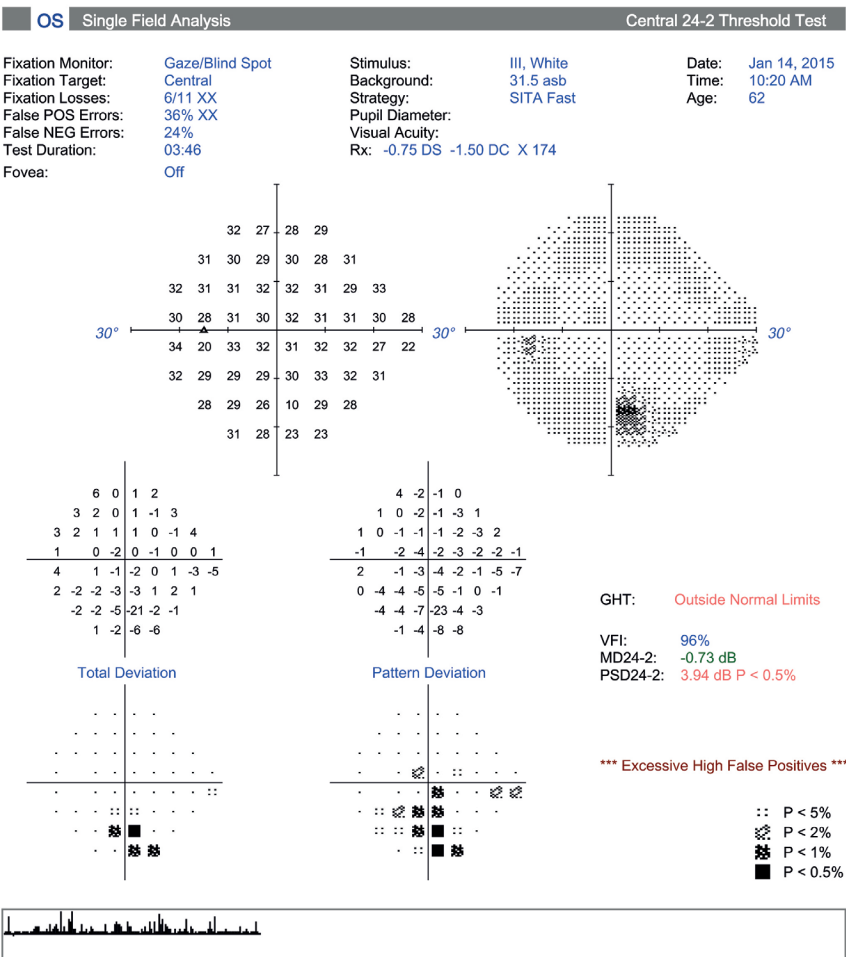 OS Single Field Analysis Central 24-2 Threshold Test
Fixation Monitor: Gaze/Blind Spot Stimulus: III, White Date: Jan 14, 2015
Fixation Target: Central Background: 31.5 asb Time: 10:20 AM
Fixation Losses: 6/11 XX Strategy: SITA Fast Age: 62
False POS Errors: 36% XX Pupil Diameter:
False NEG Errors: 24% Visual Acuity:
Test Duration: 03:46 Rx: -0.75 DS -1.50 DC X 174
Fovea: Off
32 27 28 29
31 30 29 30 28 31
32 31 31 32 32 31 29 33
30 28 31 30 32 31 31 30 28
30° 30° 30°
34 20 33 32 31 32 32 27 22
32 29 29 29 30 33 32 31
28 29 26 10 29 28
31 28 23 23
6 0 1 2 4 -2 -1 0
3 2 0 1 -1 3 1 0 -2 -1 -3 1
3 2 1 1 1 0 -1 4 1 0 -1 -1 -1 -2 -3 2
1 0 -2 0 -1 0 0 1 -1 -2 -4 -2 -3 -2 -2 -1
4 1 -1 -2 0 1 -3 -5 2 -1 -3 -4 -2 -1 -5 -7
2 -2 -2 -3 -3 1 2 1 0 -4 -4 -5 -5 -1 0 -1
-2 -2 -5 -21 -2 -1 -4 -4 -7 -23 -4 -3
1 -2 -6 -6 -1 -4 -8 -8
GHT: Outside Normal Limits
VFI: 96%
MD24-2: -0.73 dB
PSD24-2: 3.94 dB P < 0.5%
Total Deviation Pattern Deviation
*** Excessive High False Positives ***
P < 5%
P < 2%
P < 1%
P < 0.5%